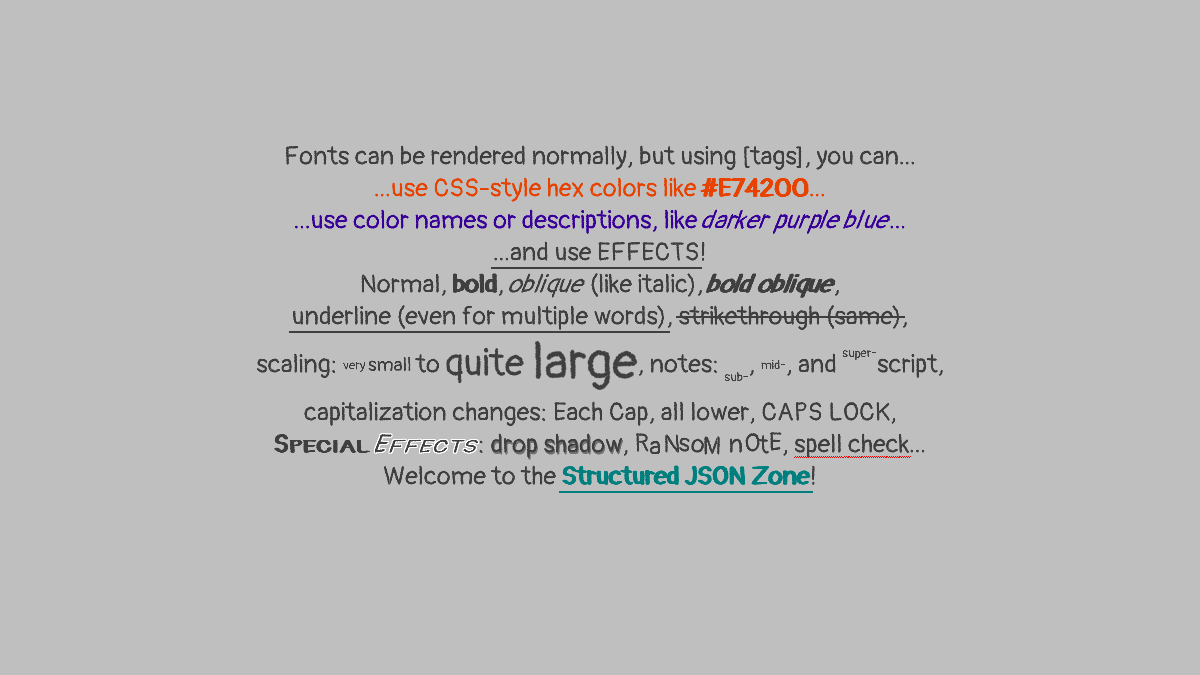 Fonts can be rendered normally, but using [tags], you can...
...use CSS-style hex colors like #E74200...
...use color names or descriptions, like darker purple blue...
...and use EFFECTS!
Normal, bold, oblique (like italic), bold oblique,
underline (even for multiple words), strikethrough (same),
scaling: very small to quite large, notes: sub-, mid-, and super-script,
capitalization changes: Each Cap, all lower, CAPS LOCK,
Special Effects: drop shadow, RaNsoM nOtE, spell check...
Welcome to the Structured JSON Zone!